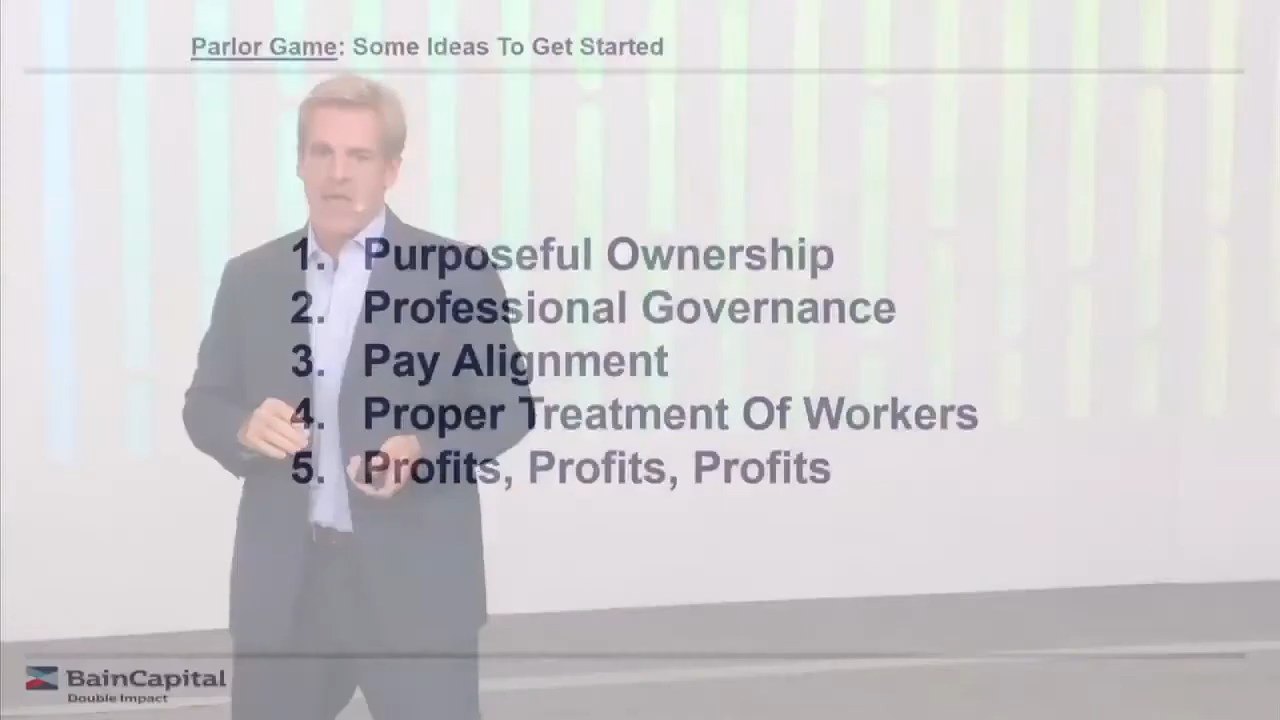 Parlor Game: Some Ideas To Get Started
1. Purposeful Ownership
2. Professional Governance
3. Pay Alignment
4. Proper Treatment Of Workers
5. Profits, Profits, Profits
BainCapital
Double Impact